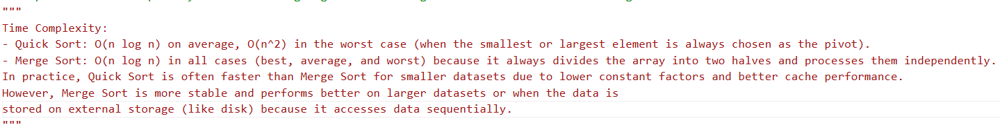 """
Time Complexity:
- Quick Sort: O(n log n) on average, O(n^2) in the worst case (when the smallest or largest element is always chosen as the pivot).
- Merge Sort: O(n log n) in all cases (best, average, and worst) because it always divides the array into two halves and processes them independently.
In practice, Quick Sort is often faster than Merge Sort for smaller datasets due to lower constant factors and better cache performance.
However, Merge Sort is more stable and performs better on larger datasets or when the data is
stored on external storage (like disk) because it accesses data sequentially.
"""